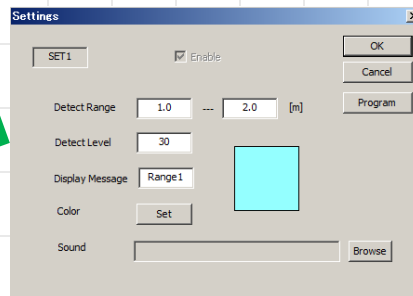 Settings
SET1 Enable OK
Cancel
Detect Range 1.0 --- 2.0 [m] Program
Detect Level 30
Display Message Range1
Color Set
Sound Browse